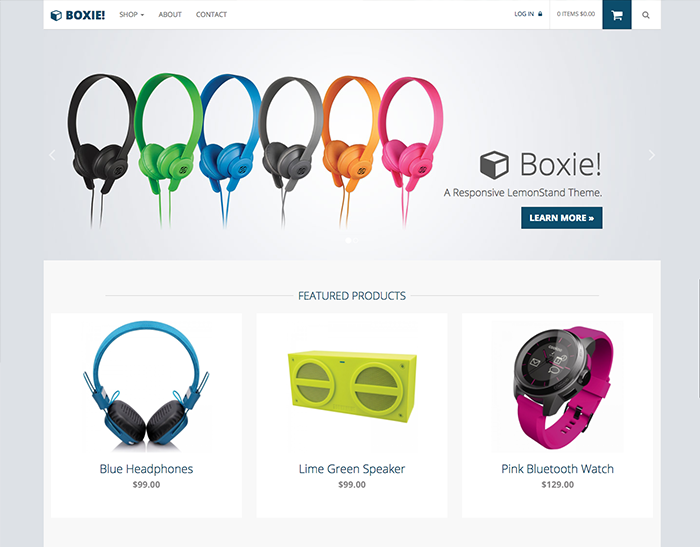 BOXIE! SHOP ABOUT CONTACT LOG IN 0 ITEMS $0.00
Boxie!
A Responsive LemonStand Theme.
LEARN MORE »
FEATURED PRODUCTS
Blue Headphones Lime Green Speaker Pink Bluetooth Watch
$99.00 $99.00 $129.00